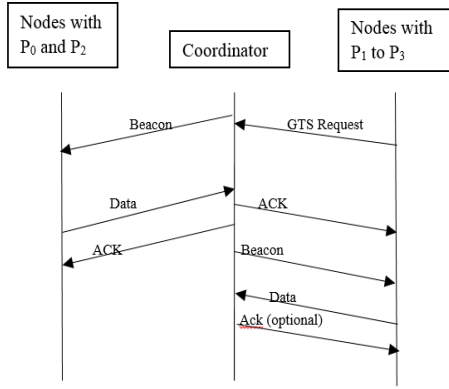 Nodes with
P0 and P2
Coordinator
Nodes with
P1 to P3
Beacon
GTS Request
Data
ACK
ACK
Beacon
Data
Ack (optional)